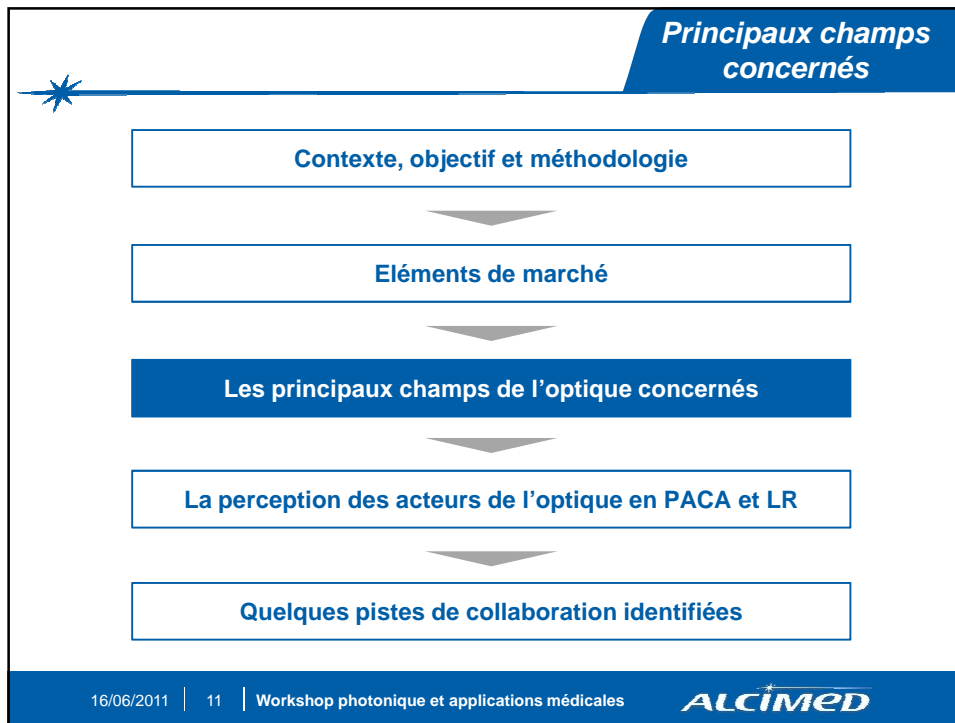 Principaux champs
concernés
Contexte, objectif et méthodologie
Eléments de marché
Les principaux champs de l’optique concernés
La perception des acteurs de l’optique en PACA et LR
Quelques pistes de collaboration identifiées
16/06/2011 11 Workshop photonique et applications médicales ALCIMED